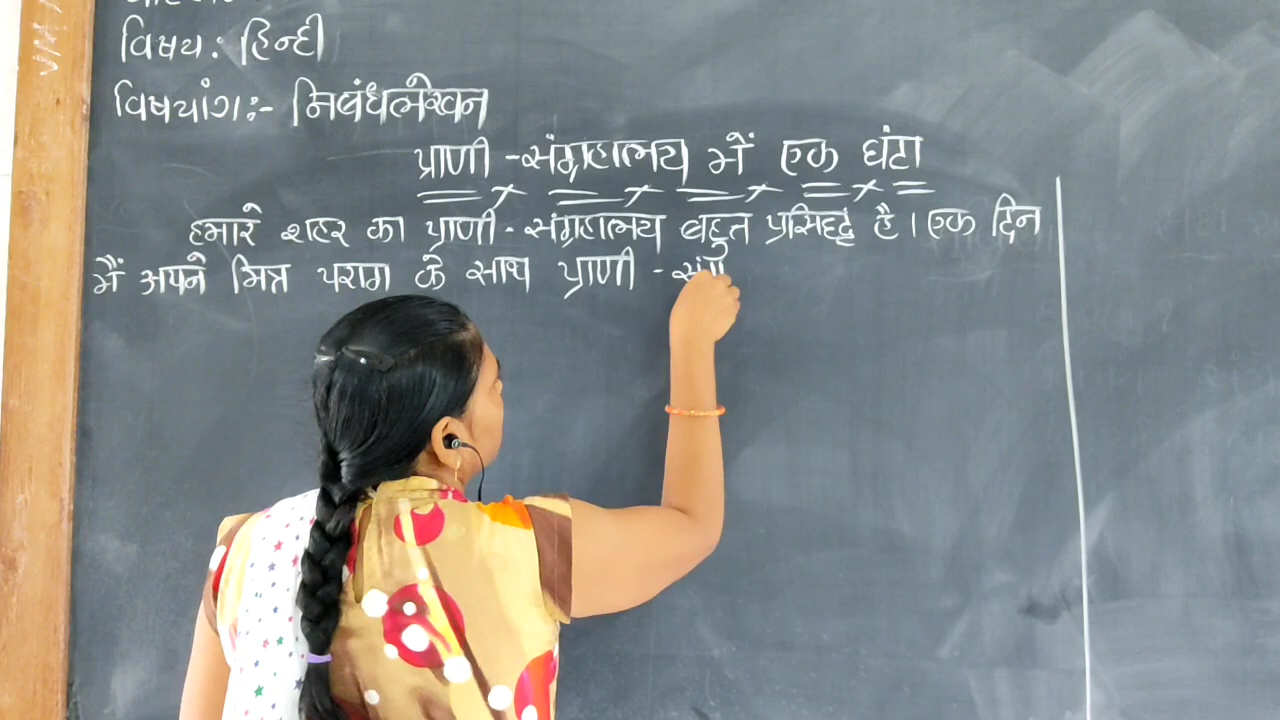 विषय: हिन्दी
विषयांग:- निबंधलेखन
प्राणी -संग्रहालय में एक घंटा
हमारे शहर का प्राणी - संग्रहालय बहुत प्रसिद्ध है । एक दिन
मैं अपने मित्र पराग के साथ प्राणी - संग्र